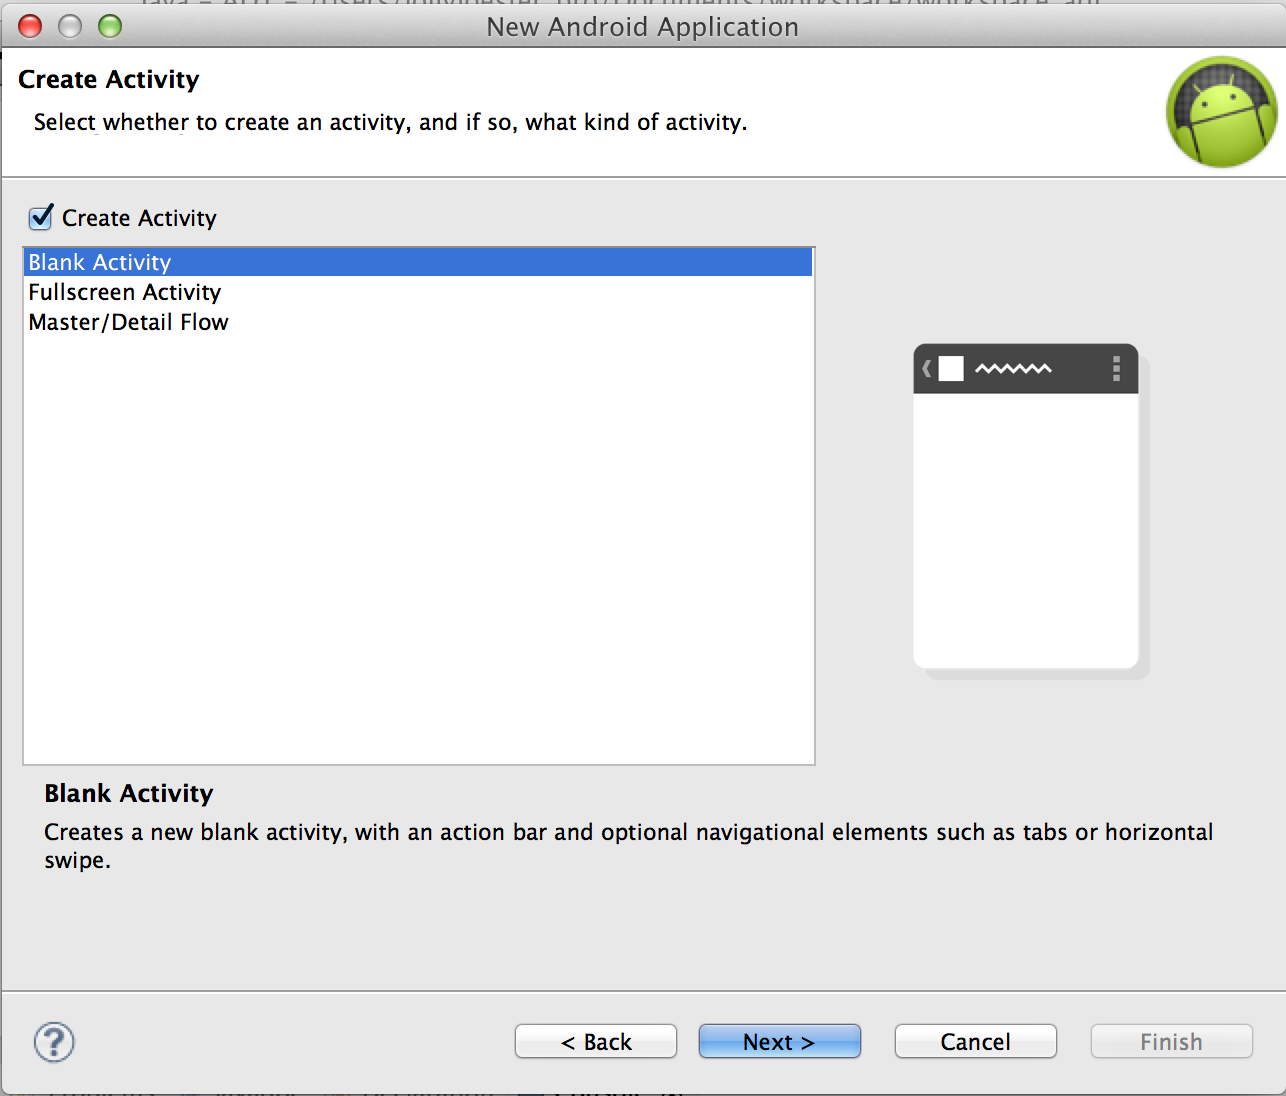 New Android Application
Create Activity
Select whether to create an activity, and if so, what kind of activity.
Create Activity
Blank Activity
Fullscreen Activity
Master/Detail Flow
Blank Activity
Creates a new blank activity, with an action bar and optional navigational elements such as tabs or horizontal
swipe.
< Back
Next >
Cancel
Finish